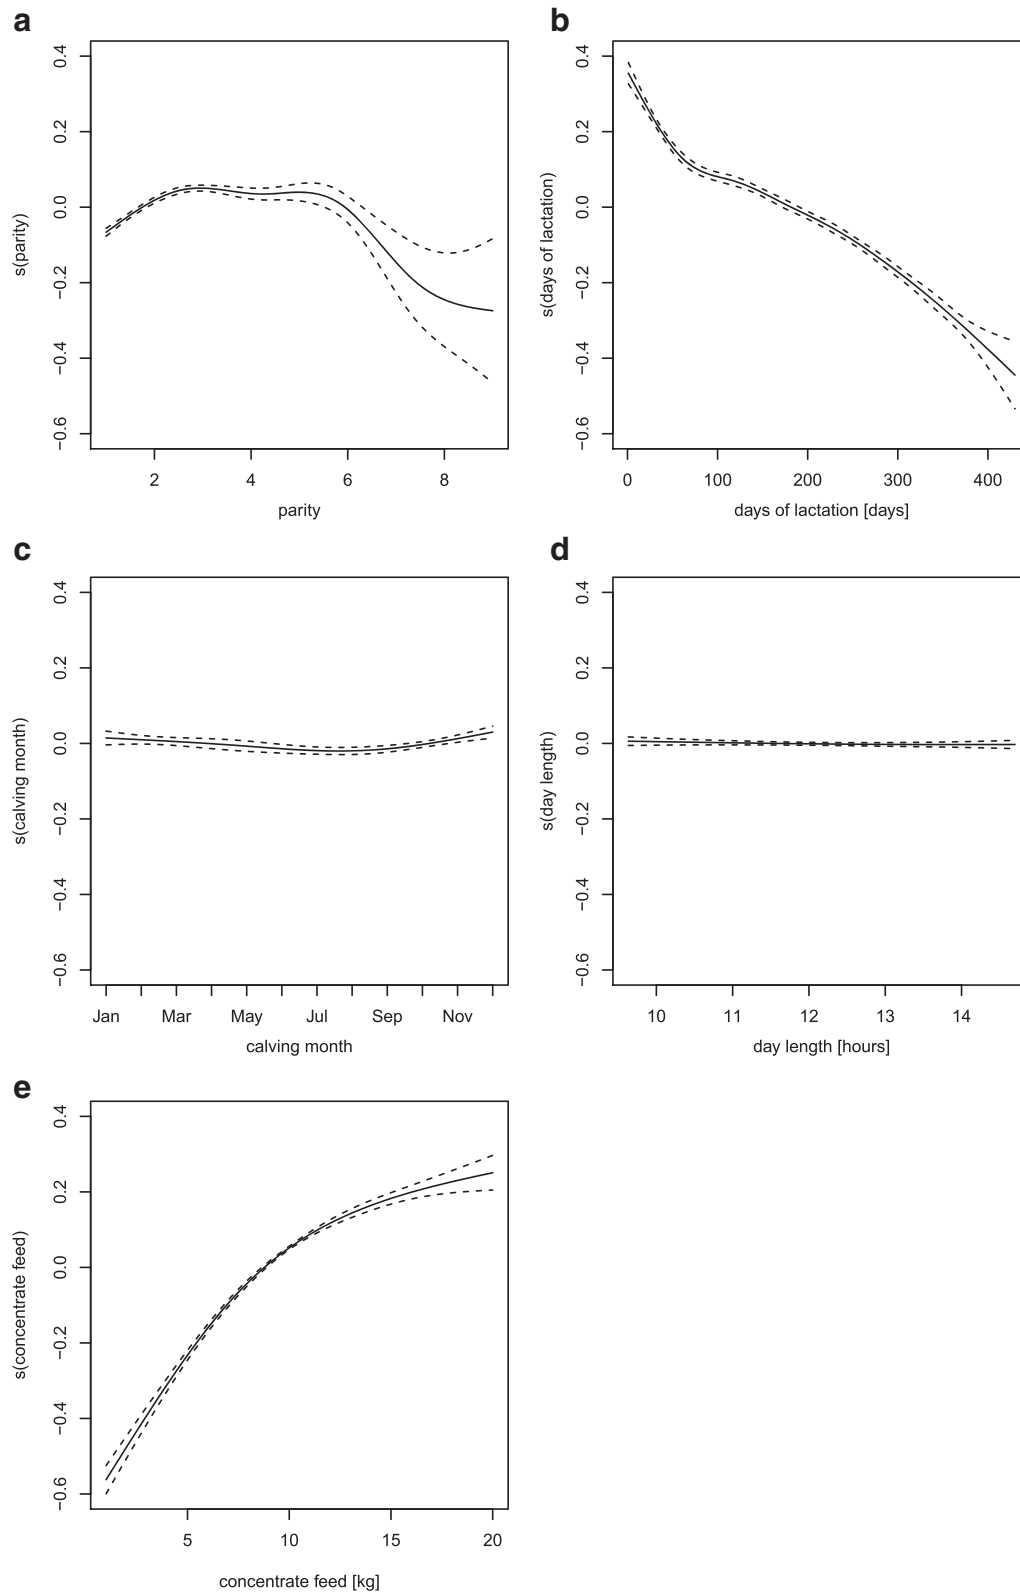 a
0.4
0.2
0.0
−0.2
−0.4
−0.6
s(parity)
2 4 6 8
parity
b
0.4
0.2
0.0
−0.2
−0.4
−0.6
s(days of lactation)
0 100 200 300 400
days of lactation [days]
c
0.4
0.2
0.0
−0.2
−0.4
−0.6
s(calving month)
Jan Mar May Jul Sep Nov
calving month
d
0.4
0.2
0.0
−0.2
−0.4
−0.6
s(day length)
10 11 12 13 14
day length [hours]
e
0.4
0.2
0.0
−0.2
−0.4
−0.6
s(concentrate feed)
5 10 15 20
concentrate feed [kg]